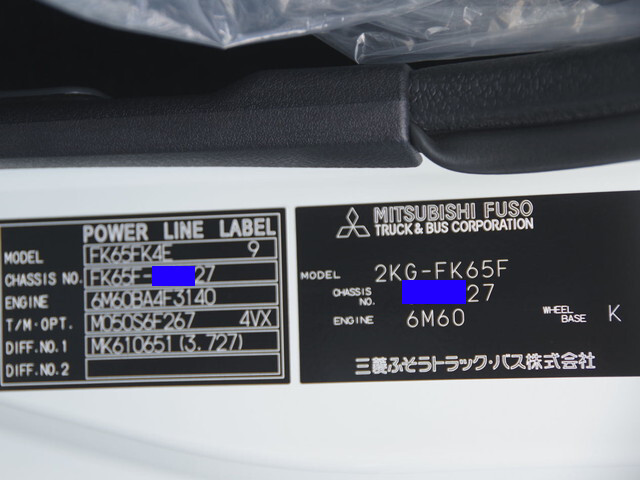 POWER LINE LABEL
MODEL FK65FK4E 9
CHASSIS NO. FK65F- 27
ENGINE 6M60BA4F3140
T/M·OPT. M050S6F267 4VX
DIFF.NO.1 MK610651 (3.727)
DIFF.NO.2
MITSUBISHI FUSO
TRUCK & BUS CORPORATION
MODEL 2KG-FK65F
CHASSIS NO. 27
ENGINE 6M60 WHEEL BASE K
三菱ふそうトラック・バス株式会社